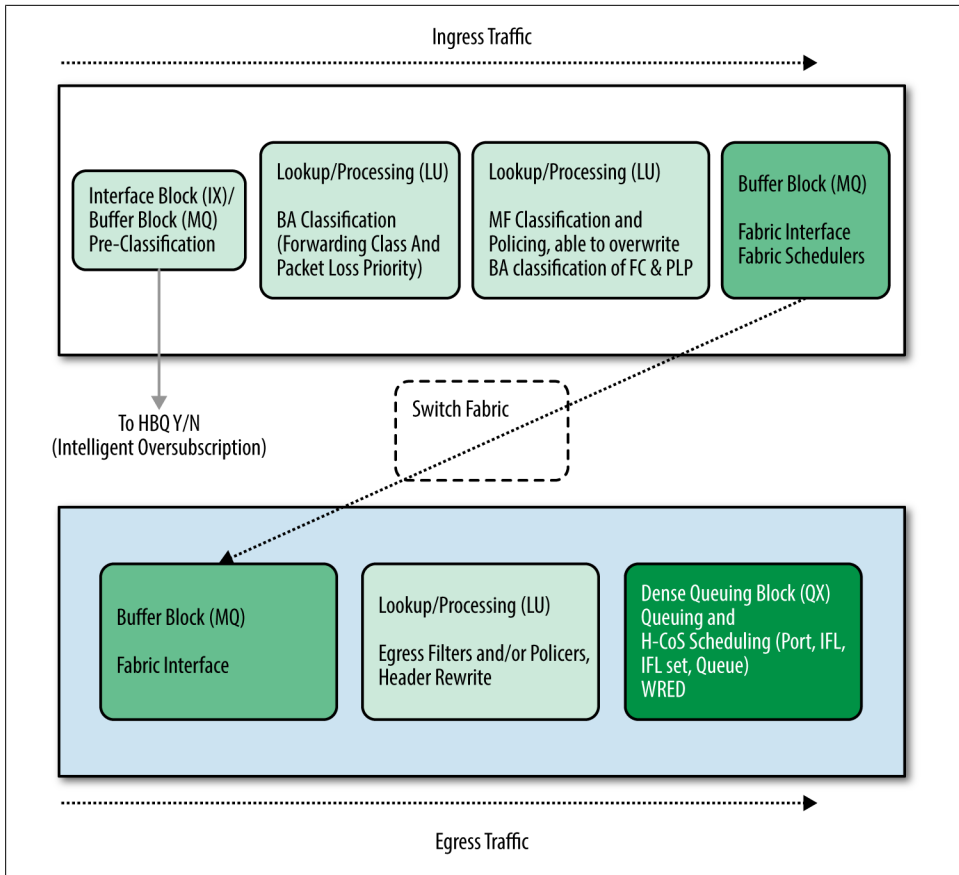 Ingress Traffic
Interface Block (IX)/
Buffer Block (MQ)
Pre-Classification
Lookup/Processing (LU)
BA Classification
(Forwarding Class And
Packet Loss Priority)
Lookup/Processing (LU)
MF Classification and
Policing, able to overwrite
BA classification of FC & PLP
Buffer Block (MQ)
Fabric Interface
Fabric Schedulers
To HBQ Y/N
(Intelligent Oversubscription)
Switch Fabric
Buffer Block (MQ)
Fabric Interface
Lookup/Processing (LU)
Egress Filters and/or Policers,
Header Rewrite
Dense Queuing Block (QX)
Queuing and
H-CoS Scheduling (Port, IFL,
IFL set, Queue)
WRED
Egress Traffic